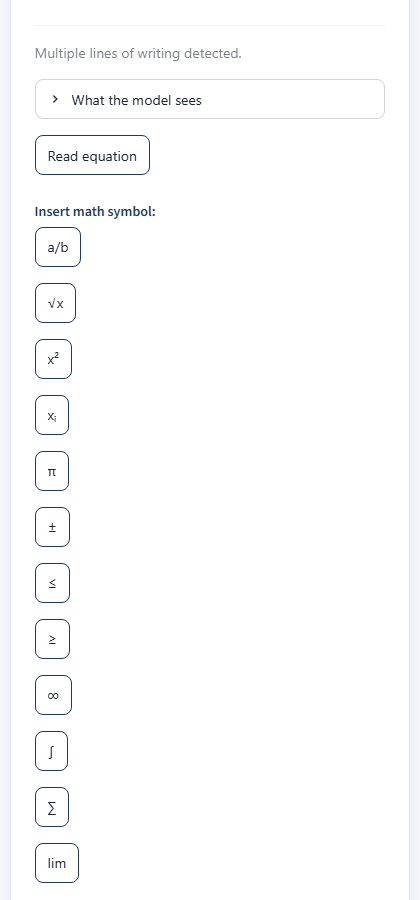 Multiple lines of writing detected.
What the model sees
Read equation
Insert math symbol:
a/b
√x
x²
xᵢ
π
±
≤
≥
∞
∫
∑
lim